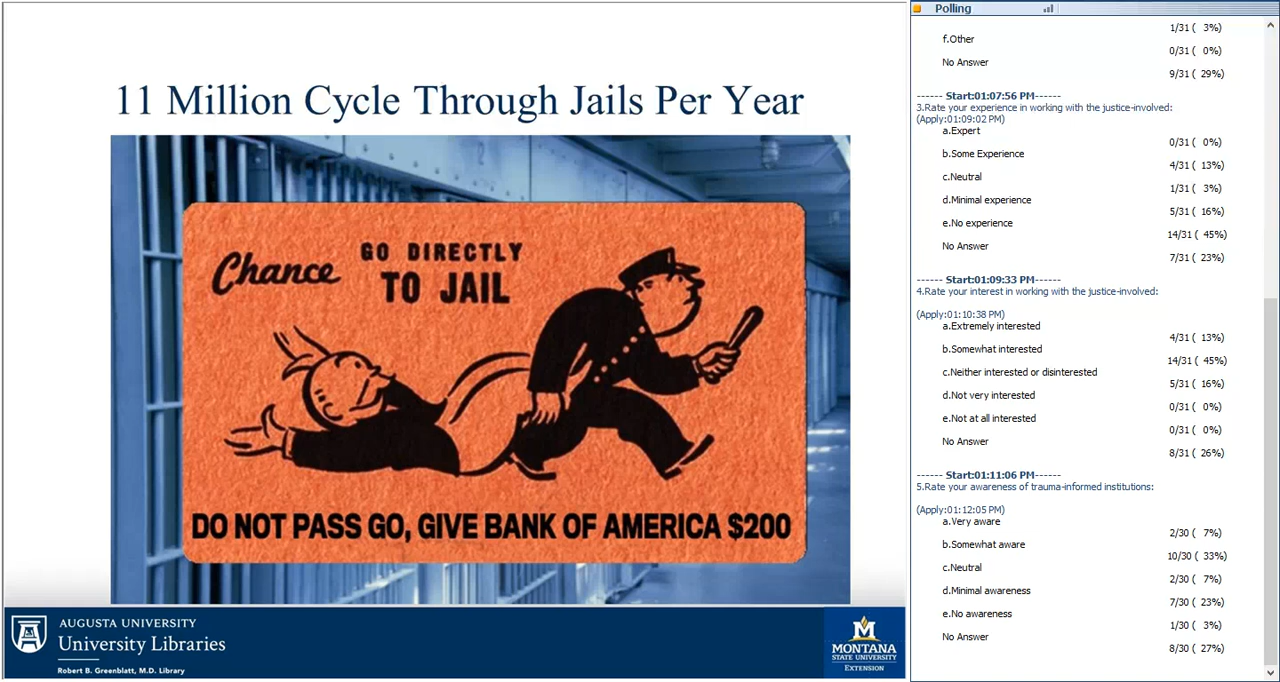 11 Million Cycle Through Jails Per Year
Chance
GO DIRECTLY
TO JAIL
DO NOT PASS GO, GIVE BANK OF AMERICA $200
AUGUSTA UNIVERSITY
University Libraries
Robert B. Greenblatt, M.D. Library
M
MONTANA
STATE UNIVERSITY
EXTENSION
Polling
1/31 ( 3%)
f.Other
0/31 ( 0%)
No Answer
9/31 ( 29%)
------ Start:01:07:56 PM------
3.Rate your experience in working with the justice-involved:
(Apply:01:09:02 PM)
a.Expert
0/31 ( 0%)
b.Some Experience
4/31 ( 13%)
c.Neutral
1/31 ( 3%)
d.Minimal experience
5/31 ( 16%)
e.No experience
14/31 ( 45%)
No Answer
7/31 ( 23%)
------ Start:01:09:33 PM------
4.Rate your interest in working with the justice-involved:
(Apply:01:10:38 PM)
a.Extremely interested
4/31 ( 13%)
b.Somewhat interested
14/31 ( 45%)
c.Neither interested or disinterested
5/31 ( 16%)
d.Not very interested
0/31 ( 0%)
e.Not at all interested
0/31 ( 0%)
No Answer
8/31 ( 26%)
------ Start:01:11:06 PM------
5.Rate your awareness of trauma-informed institutions:
(Apply:01:12:05 PM)
a.Very aware
2/30 ( 7%)
b.Somewhat aware
10/30 ( 33%)
c.Neutral
2/30 ( 7%)
d.Minimal awareness
7/30 ( 23%)
e.No awareness
1/30 ( 3%)
No Answer
8/30 ( 27%)